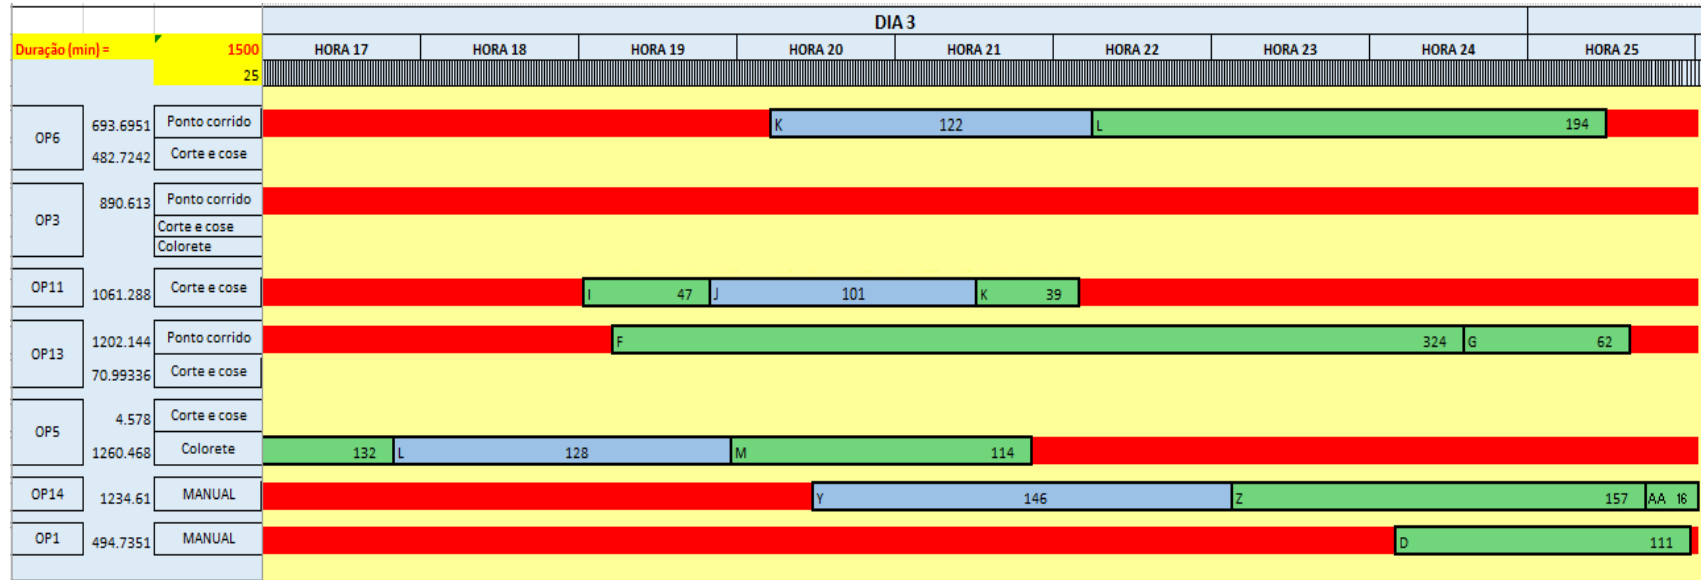 DIA 3
Duração (min) = 1500 HORA 17 HORA 18 HORA 19 HORA 20 HORA 21 HORA 22 HORA 23 HORA 24 HORA 25
25
OP6 693.6951 Ponto corrido K 122 L 194
482.7242 Corte e cose
OP3 890.613 Ponto corrido
Corte e cose
Colorete
OP11 1061.288 Corte e cose I 47 J 101 K 39
OP13 1202.144 Ponto corrido F 324 G 62
70.99336 Corte e cose
OP5 4.578 Corte e cose
1260.468 Colorete 132 L 128 M 114
OP14 1234.61 MANUAL Y 146 Z 157 AA 16
OP1 494.7351 MANUAL D 111